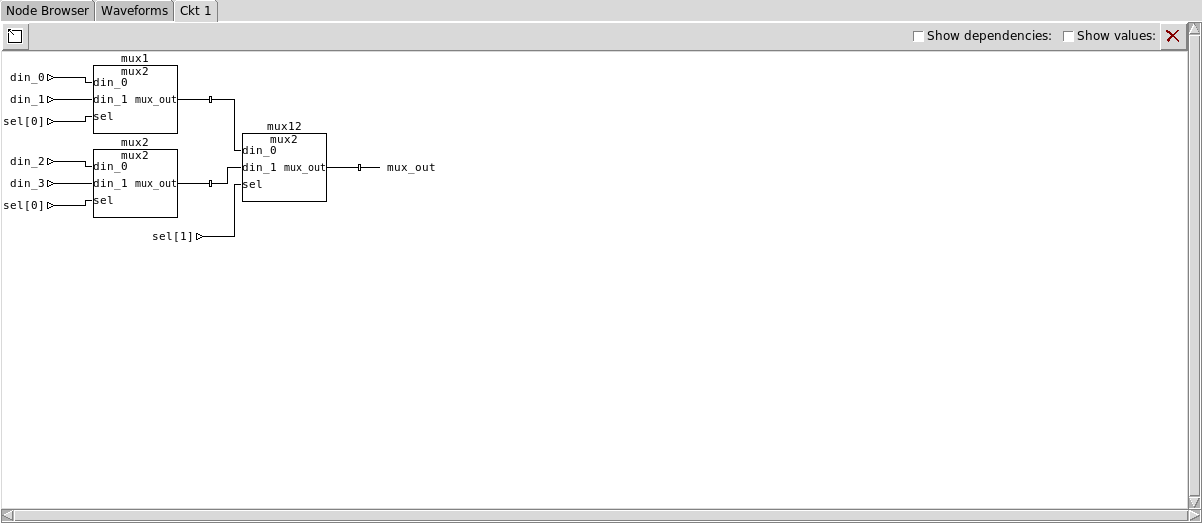 Node Browser Waveforms Ckt 1
Show dependencies: Show values:
mux1
mux2
din_0 din_0
din_1 din_1 mux_out
sel[0] sel
mux12
mux2
mux2
mux2
din_0
din_2 din_0
din_1 mux_out mux_out
din_3 din_1 mux_out
sel
sel[0] sel
sel[1]